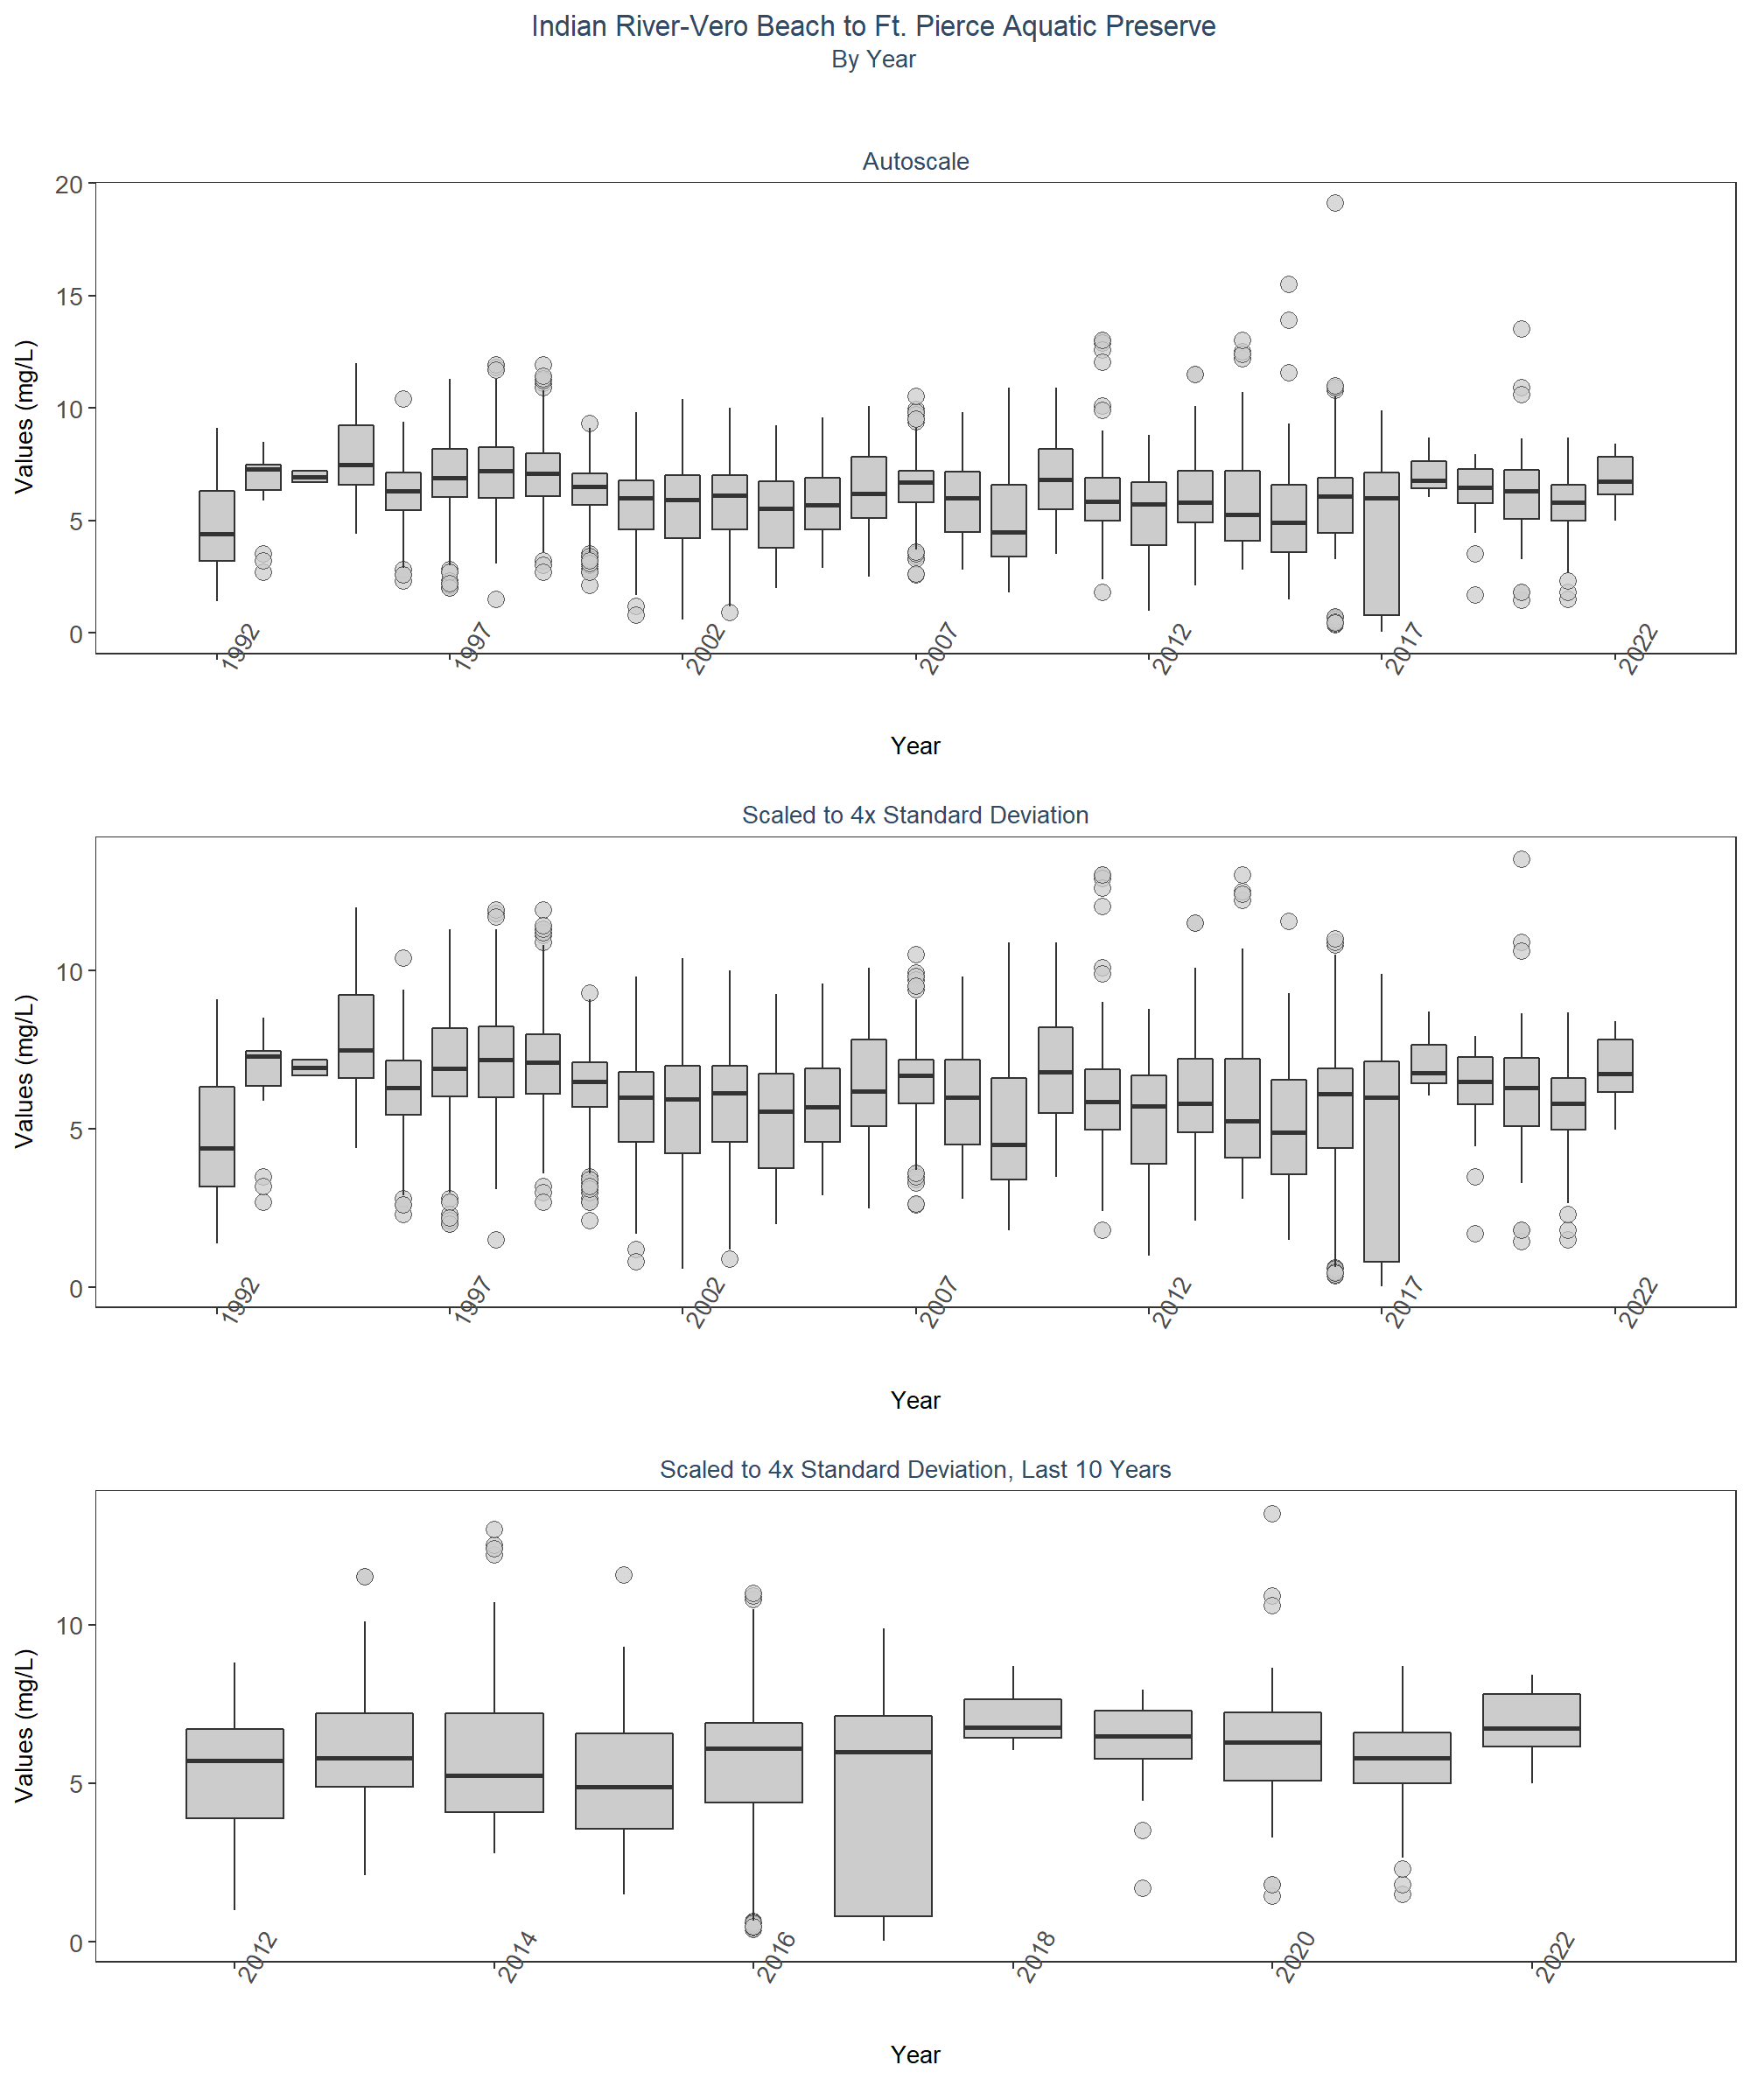 Indian River-Vero Beach to Ft. Pierce Aquatic Preserve
By Year
Autoscale
Values (mg/L)
20
15
10
5
0
1992 1997 2002 2007 2012 2017 2022
Year
Scaled to 4x Standard Deviation
Values (mg/L)
10
5
0
1992 1997 2002 2007 2012 2017 2022
Year
Scaled to 4x Standard Deviation, Last 10 Years
Values (mg/L)
10
5
0
2012 2014 2016 2018 2020 2022
Year